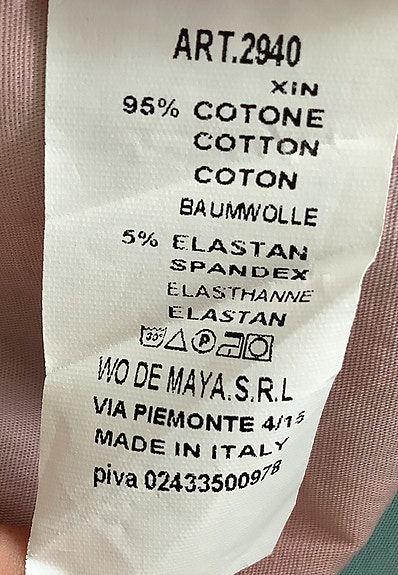 ART.2940
XiN
95% COTONE
COTTON
COTON
BAUMWOLLE
5% ELASTAN
SPANDEX
ELASTHANNE
ELASTAN
30° P
WO DE MAYA.S.R.L
VIA PIEMONTE 4/15
MADE IN ITALY
piva 02433500978